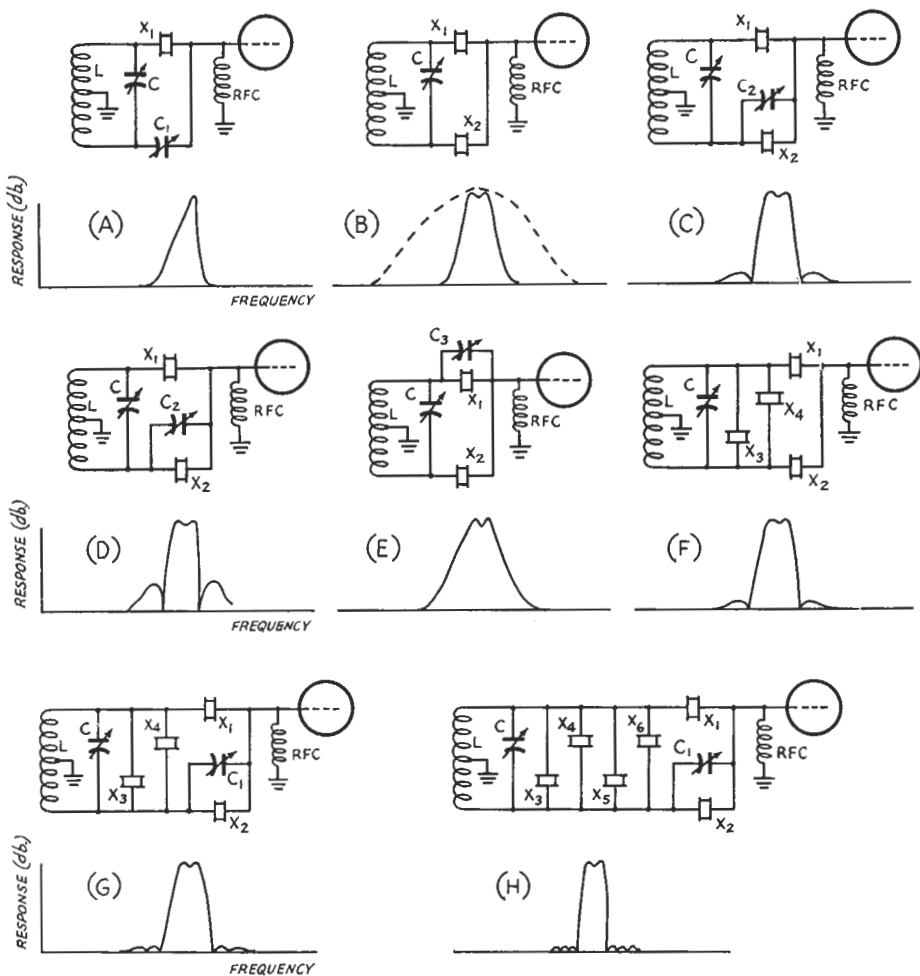 X₁
L
C
C₁
RFC
X₁
L
C
X₂
RFC
X₁
L
C
C₂
X₂
RFC
RESPONSE (db.)
(A)
(B)
(C)
FREQUENCY
X₁
L
C
C₂
X₂
RFC
C₃
X₁
L
C
X₂
RFC
X₁
L
C
X₃
X₄
X₂
RFC
RESPONSE (db)
(D)
(E)
(F)
FREQUENCY
L
C
X₃
X₄
X₁
C₁
X₂
RFC
L
C
X₃
X₄
X₅
X₆
X₁
C₁
X₂
RFC
RESPONSE (db)
(G)
(H)
FREQUENCY